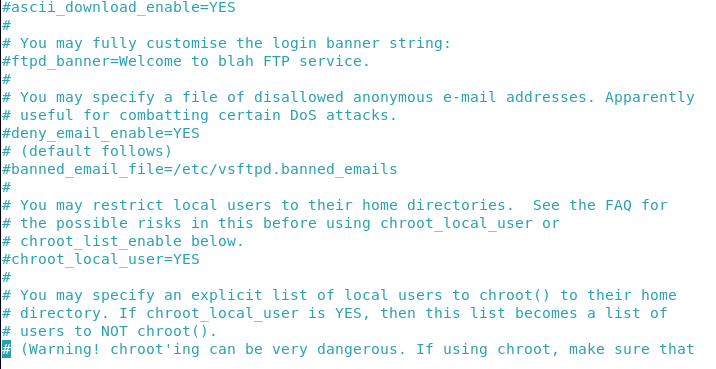 #ascii_download_enable=YES
#
# You may fully customise the login banner string:
#ftpd_banner=Welcome to blah FTP service.
#
# You may specify a file of disallowed anonymous e-mail addresses. Apparently
# useful for combatting certain DoS attacks.
#deny_email_enable=YES
# (default follows)
#banned_email_file=/etc/vsftpd.banned_emails
#
# You may restrict local users to their home directories.  See the FAQ for
# the possible risks in this before using chroot_local_user or
# chroot_list_enable below.
#chroot_local_user=YES
#
# You may specify an explicit list of local users to chroot() to their home
# directory. If chroot_local_user is YES, then this list becomes a list of
# users to NOT chroot().
# (Warning! chroot'ing can be very dangerous. If using chroot, make sure that